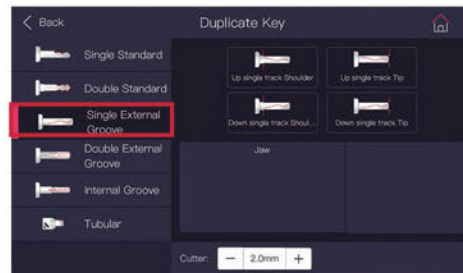 Back
Duplicate Key
Single Standard
Double Standard
Single External
Groove
Double External
Groove
Internal Groove
Tubular
Up single track Shoulder
Up single track Tip
Down single track Shoul...
Down single track Tip
Jaw
Cutter:
− 2.0mm +